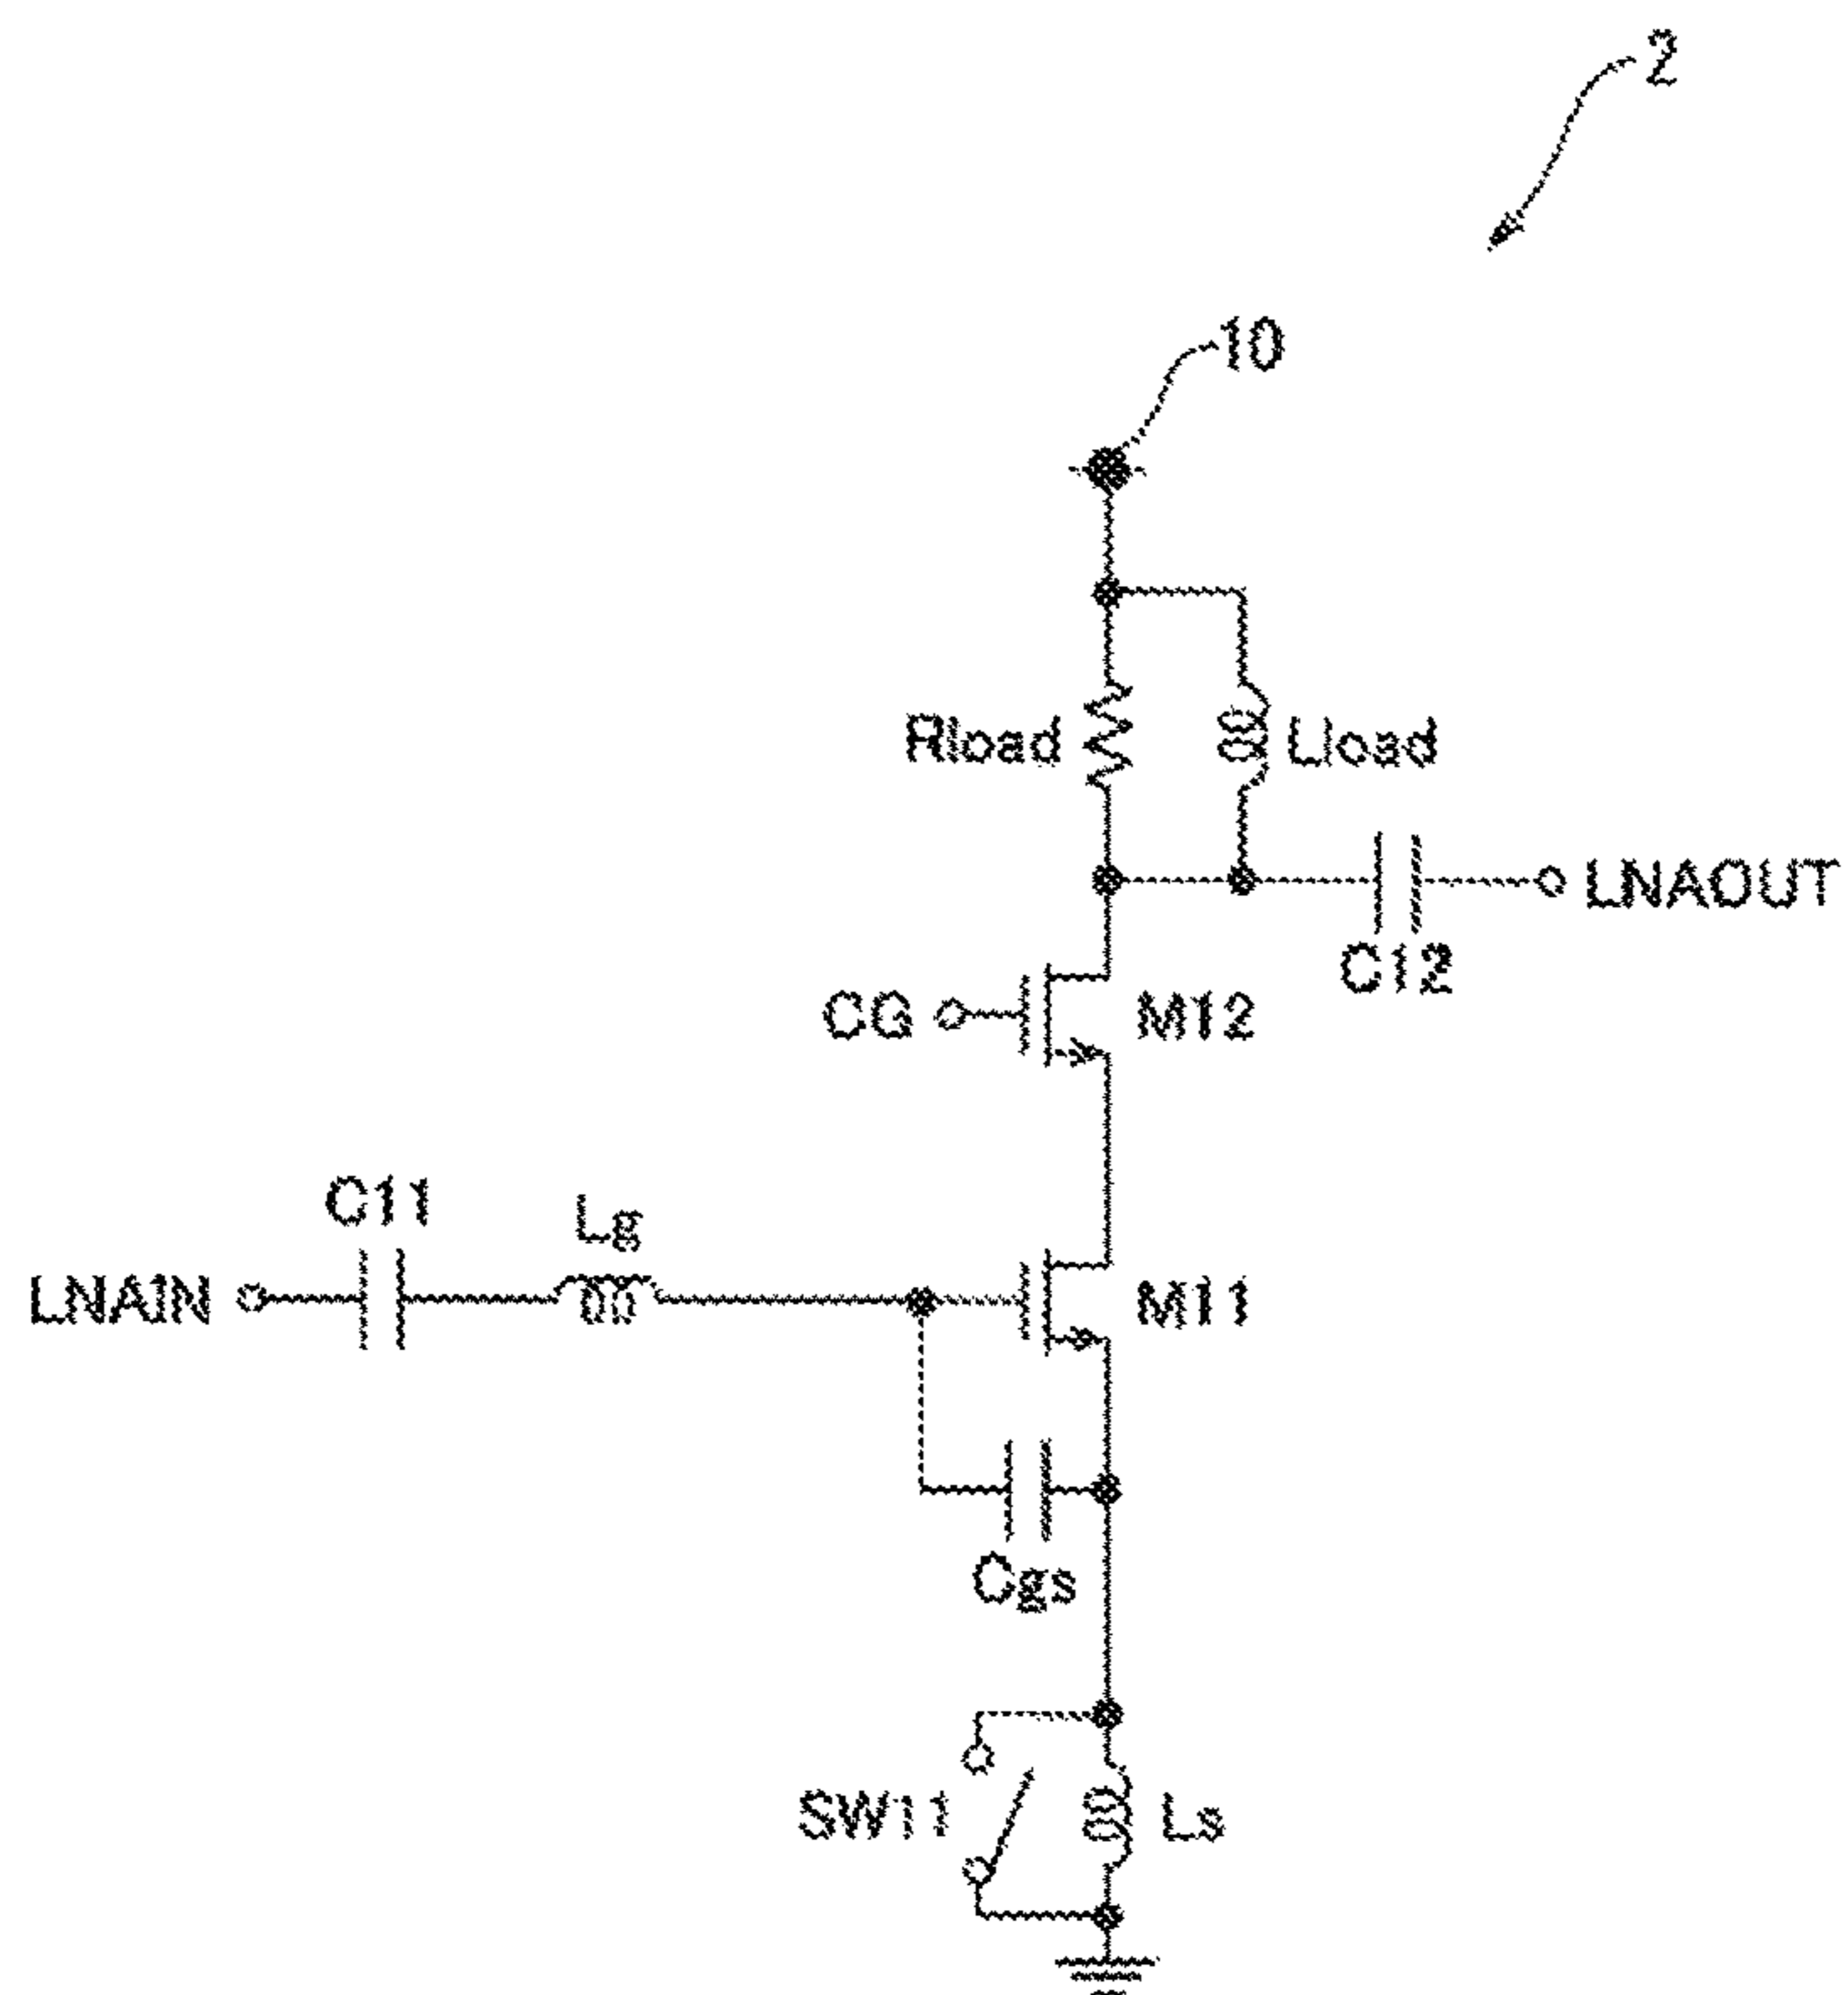 2
10
Rload
Lload
LNAOUT
C12
CG
M12
C11
Lg
LNAIN
M11
Cgs
SW11
Ls